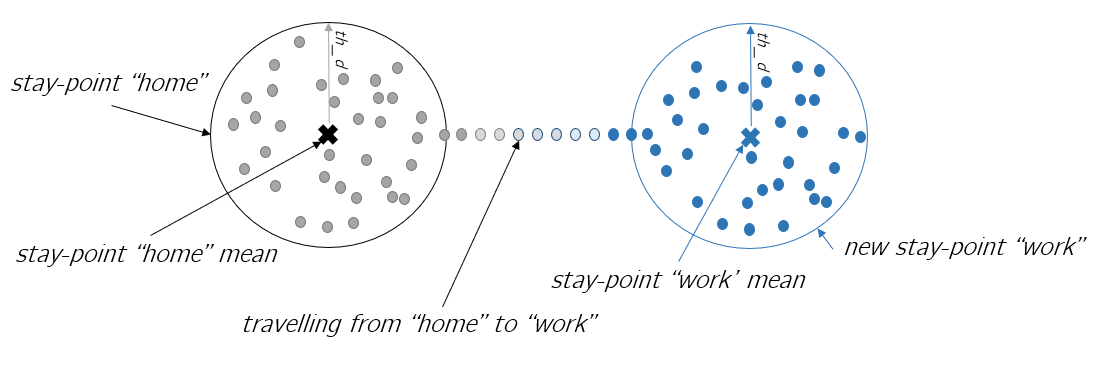 th_d
th_d
stay-point “home”
stay-point “home” mean
new stay-point “work”
stay-point “work’ mean
travelling from “home” to “work”